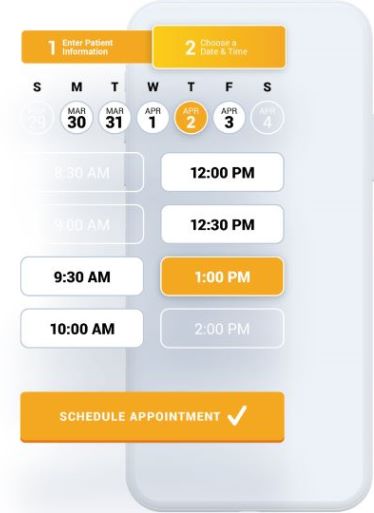 1 Enter Patient
Information
2 Choose a
Date & Time
S M T W T F S
29 MAR 30 MAR 31 APR 1 APR 2 APR 3 APR 4
8:30 AM 12:00 PM
9:00 AM 12:30 PM
9:30 AM 1:00 PM
10:00 AM 2:00 PM
SCHEDULE APPOINTMENT